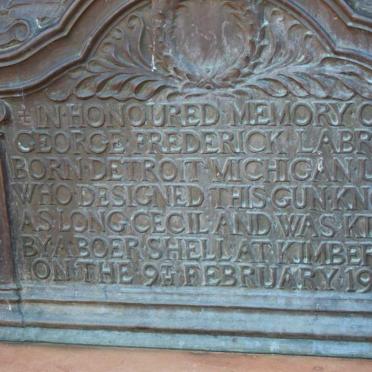 +IN HONOURED MEMORY O
GEORGE FREDERICK LABR
BORN DETROIT MICHIGAN
WHO DESIGNED THIS GUN KN
AS LONG CECIL AND WAS KI
BY A BOER SHELL AT KIMBER
ON THE 9TH FEBRUARY 19